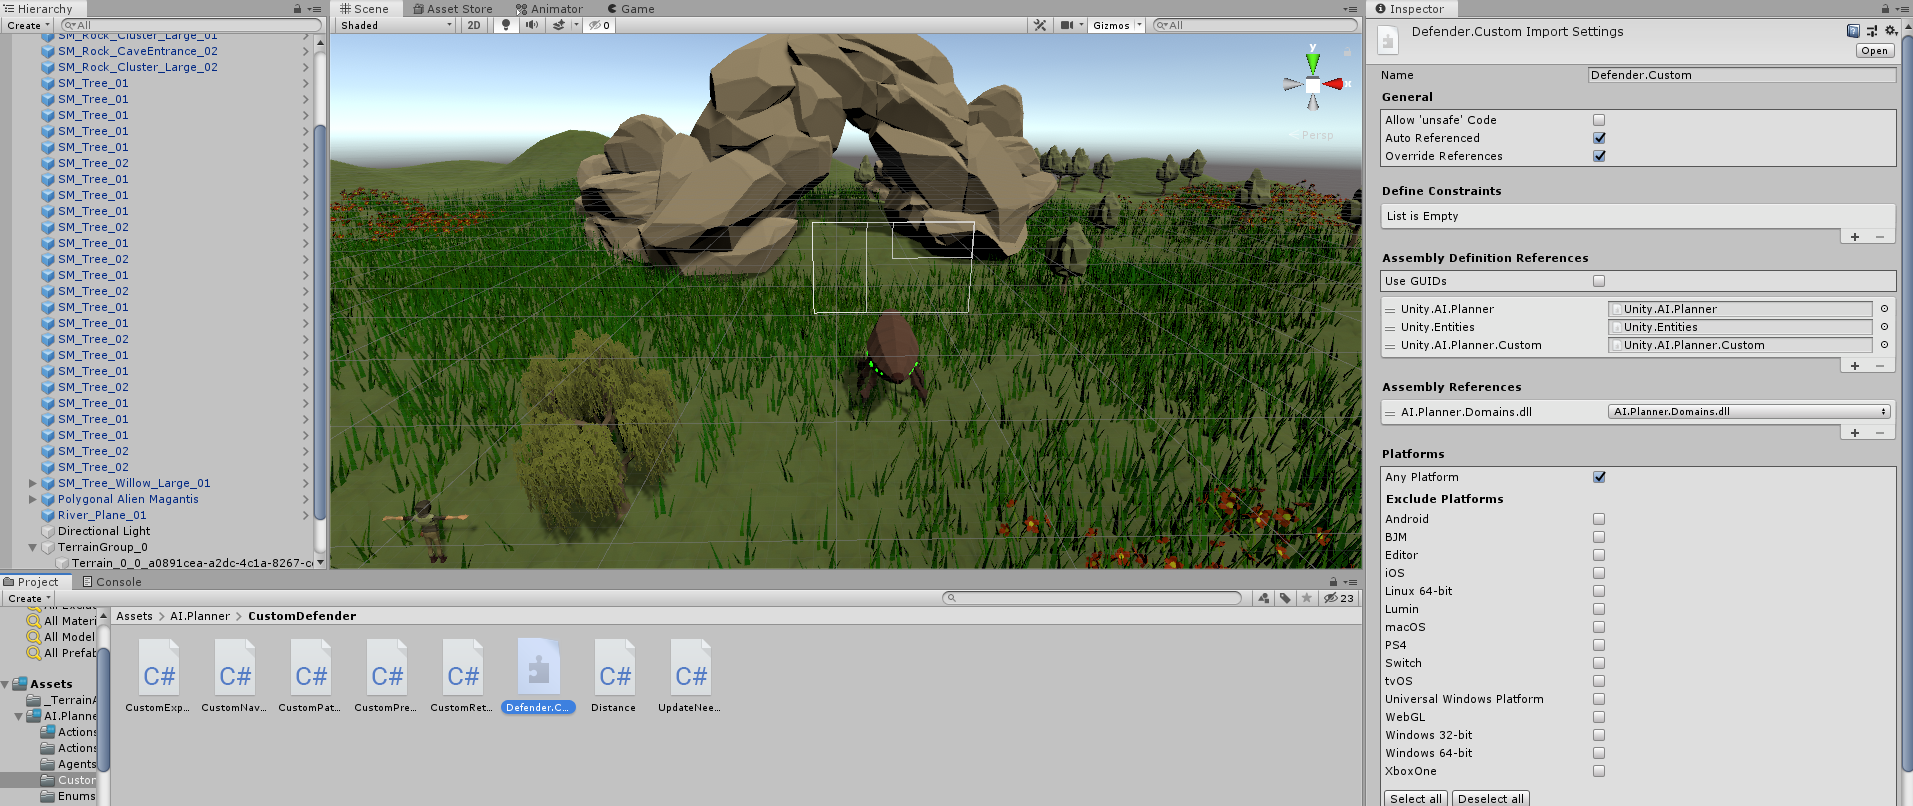 Hierarchy
Create
All
SM_Rock_Cluster_Large_01
SM_Rock_CaveEntrance_02
SM_Rock_Cluster_Large_02
SM_Tree_01
SM_Tree_01
SM_Tree_01
SM_Tree_01
SM_Tree_01
SM_Tree_02
SM_Tree_01
SM_Tree_01
SM_Tree_01
SM_Tree_02
SM_Tree_01
SM_Tree_02
SM_Tree_01
SM_Tree_02
SM_Tree_01
SM_Tree_01
SM_Tree_02
SM_Tree_01
SM_Tree_01
SM_Tree_02
SM_Tree_01
SM_Tree_01
SM_Tree_01
SM_Tree_02
SM_Tree_02
SM_Tree_Willow_Large_01
Polygonal Alien Magantis
River_Plane_01
Directional Light
TerrainGroup_0
Terrain_0_0_a0891cea-a2dc-4c1a-8267-c
Scene
Asset Store
Animator
Game
Shaded
2D
0
Gizmos
All
y
x
Persp
Project
Console
Create
23
All Exclu
All Materi
All Model
All Prefab
Assets
_TerrainA
AI.Planne
Actions
Actions
Agents
Custor
Enums
Assets > AI.Planner > CustomDefender
C# C# C# C# C# C# C#
CustomExp... CustomNav... CustomPat... CustomPre... CustomRet... Defender.C... Distance UpdateNee...
Inspector
Defender.Custom Import Settings
Open
Name Defender.Custom
General
Allow 'unsafe' Code
Auto Referenced
Override References
Define Constraints
List is Empty
Assembly Definition References
Use GUIDs
Unity.AI.Planner Unity.AI.Planner
Unity.Entities Unity.Entities
Unity.AI.Planner.Custom Unity.AI.Planner.Custom
Assembly References
AI.Planner.Domains.dll AI.Planner.Domains.dll
Platforms
Any Platform
Exclude Platforms
Android
BJM
Editor
iOS
Linux 64-bit
Lumin
macOS
PS4
Switch
tvOS
Universal Windows Platform
WebGL
Windows 32-bit
Windows 64-bit
XboxOne
Select all Deselect all